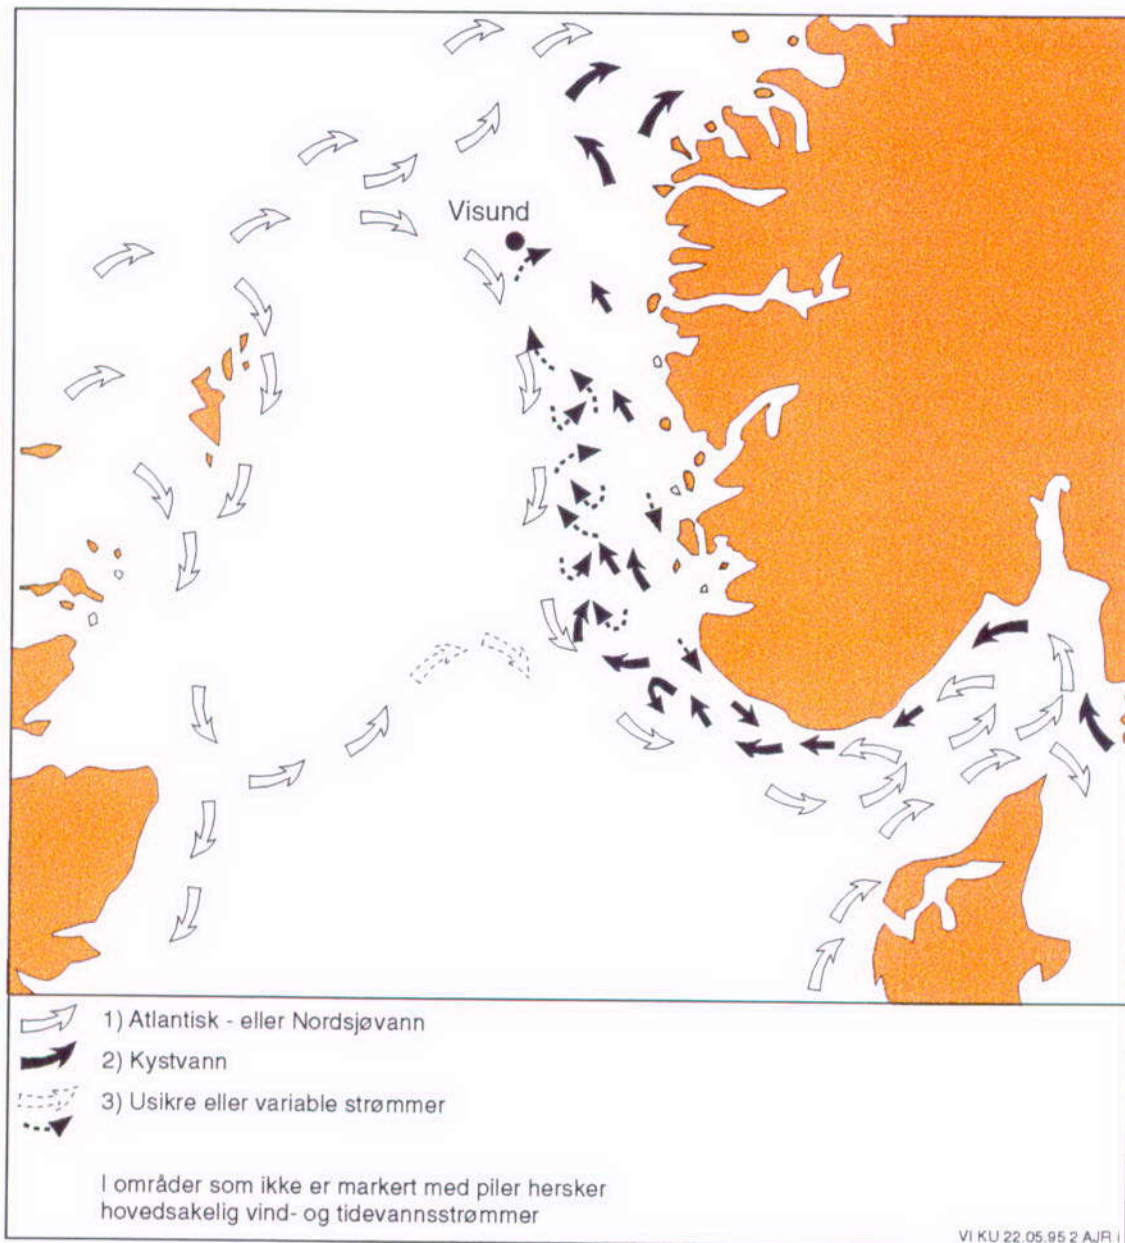 Visund
1) Atlantisk - eller Nordsjøvann
2) Kystvann
3) Usikre eller variable strømmer
I områder som ikke er markert med piler hersker
hovedsakelig vind- og tidevannsstrømmer
VI KU 22.05.95 2 AJR i